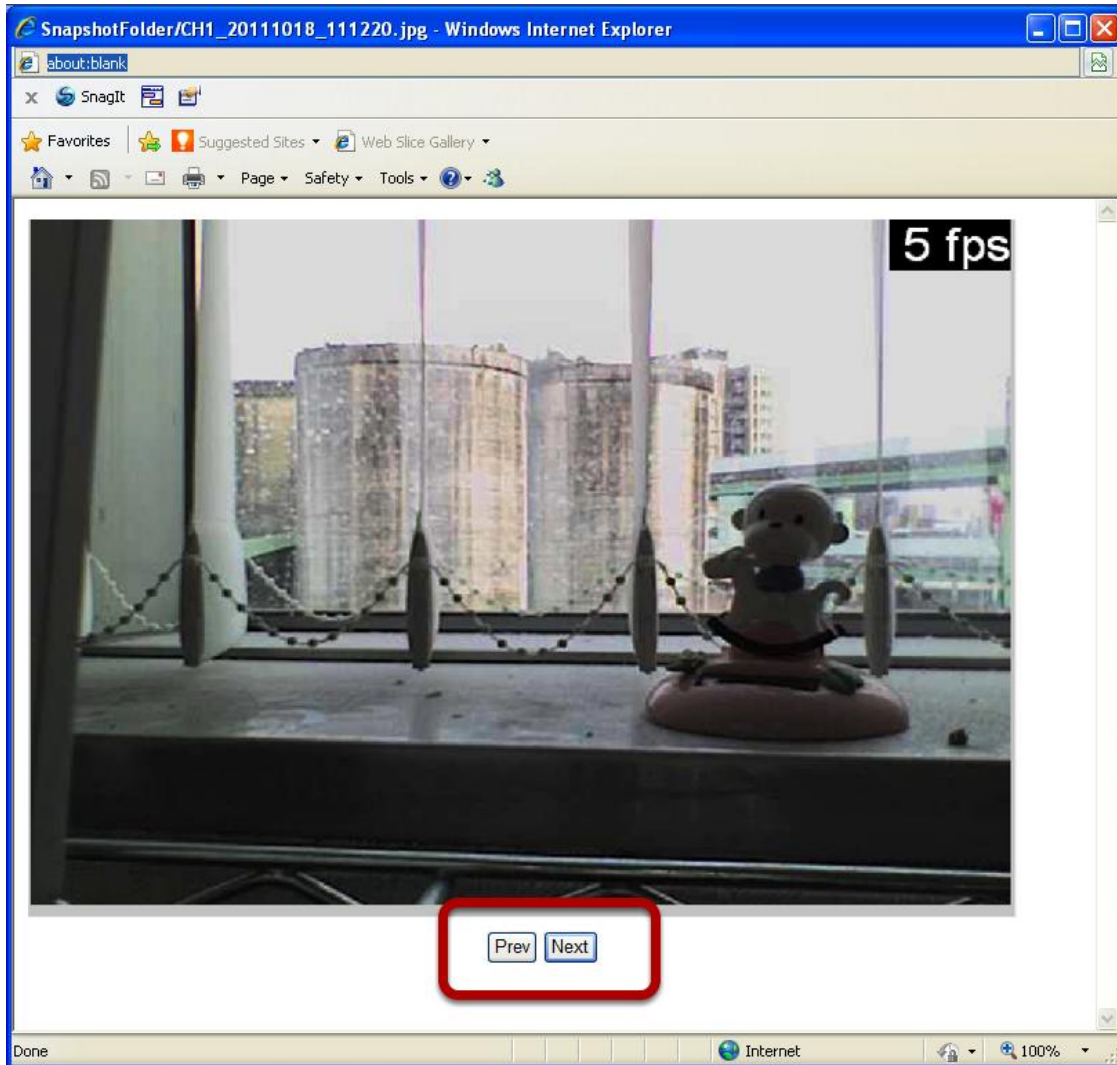 SnapshotFolder/CH1_20111018_111220.jpg - Windows Internet Explorer
about:blank
x SnagIt
Favorites Suggested Sites Web Slice Gallery
Page Safety Tools
5 fps
Prev Next
Done Internet 100%